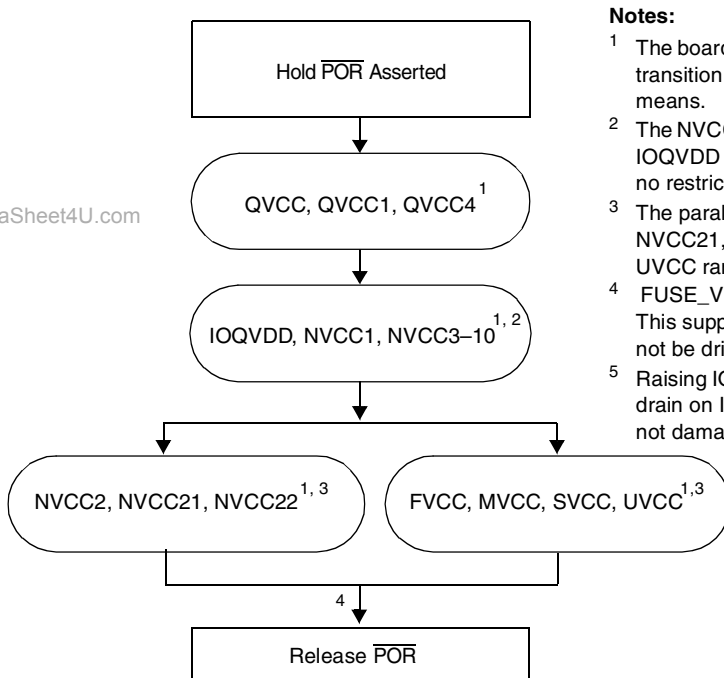 Hold POR Asserted
aSheet4U.com
QVCC, QVCC1, QVCC4 1
IOQVDD, NVCC1, NVCC3–10 1, 2
NVCC2, NVCC21, NVCC22 1, 3
FVCC, MVCC, SVCC, UVCC 1,3
4
Release POR
Notes:
1 The board
transition
means.
2 The NVC
IOQVDD
no restric
3 The paral
NVCC21,
UVCC ra
4 FUSE_V
This supp
not be dri
5 Raising IO
drain on I
not dama